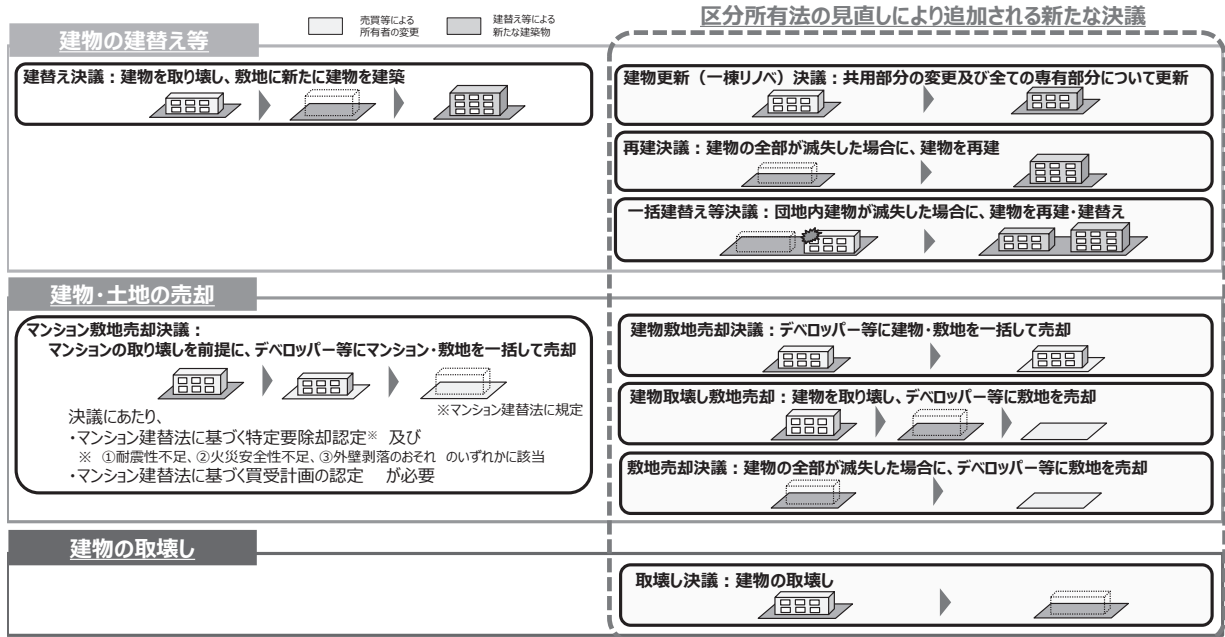 売買等による
所有者の変更
建替え等による
新たな建築物
区分所有法の見直しにより追加される新たな決議
建物の建替え等
建替え決議：建物を取り壊し、敷地に新たに建物を建築
建物更新（一棟リノベ）決議：共用部分の変更及び全ての専有部分について更新
再建決議：建物の全部が滅失した場合に、建物を再建
一括建替え等決議：団地内建物が滅失した場合に、建物を再建・建替え
建物・土地の売却
マンション敷地売却決議：
マンションの取り壊しを前提に、デベロッパー等にマンション・敷地を一括して売却
※マンション建替法に規定
決議にあたり、
・マンション建替法に基づく特定要除却認定※ 及び
※ ①耐震性不足、②火災安全性不足、③外壁剥落のおそれ のいずれかに該当
・マンション建替法に基づく買受計画の認定 が必要
建物敷地売却決議：デベロッパー等に建物・敷地を一括して売却
建物取壊し敷地売却：建物を取壊し、デベロッパー等に敷地を売却
敷地売却決議：建物の全部が滅失した場合に、デベロッパー等に敷地を売却
建物の取壊し
取壊し決議：建物の取壊し